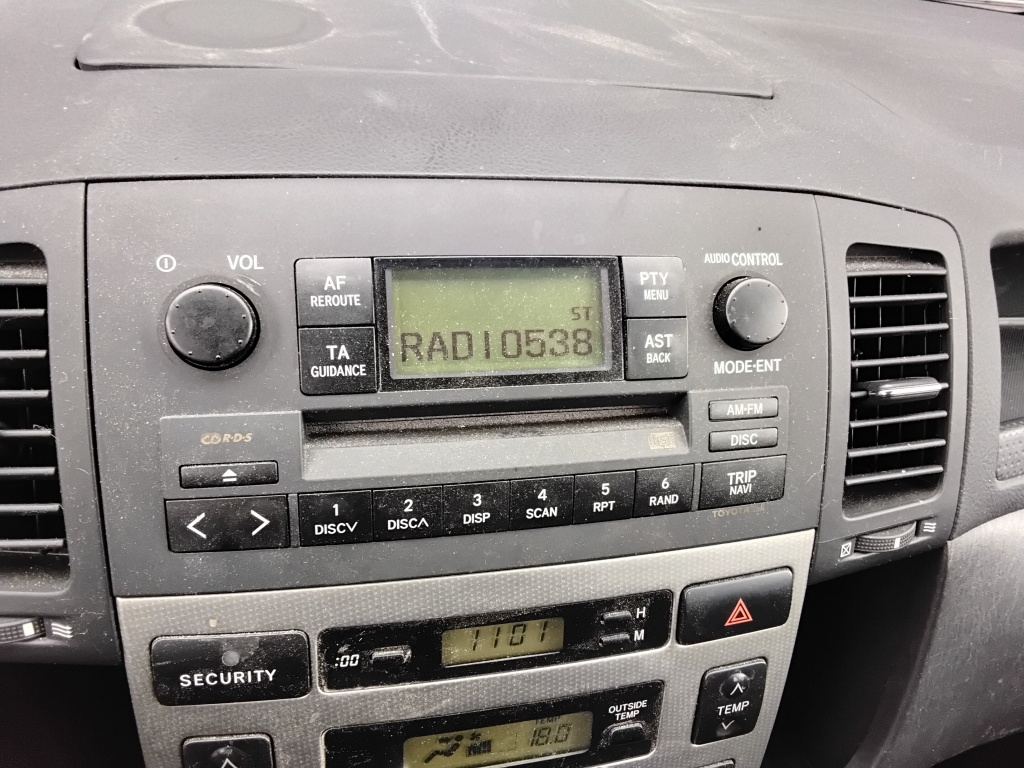 VOL
AF
REROUTE
ST
RADIO538
PTY
MENU
AUDIO CONTROL
TA
GUIDANCE
AST
BACK
MODE·ENT
AM·FM
CD R·D·S
DISC
TRIP
NAVI
1
DISC∨
2
DISC∧
3
DISP
4
SCAN
5
RPT
6
RAND
< >
H
M
:00
1101
SECURITY
OUTSIDE
TEMP
TEMP
18.0
TEMP